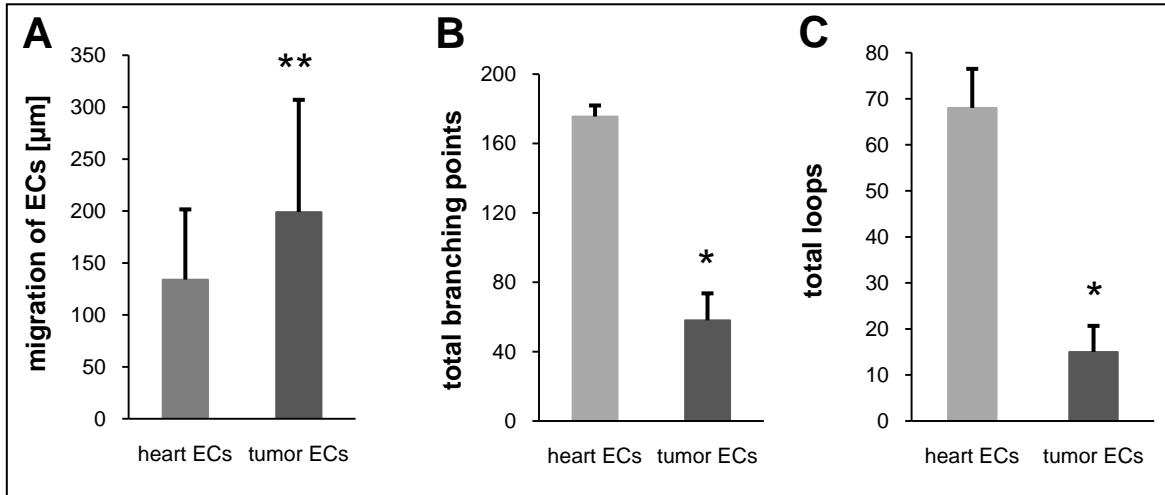 A
migration of ECs [µm]
350
300
250
200
150
100
50
0
**
heart ECs
tumor ECs
B
total branching points
200
160
120
80
40
0
*
heart ECs
tumor ECs
C
total loops
80
70
60
50
40
30
20
10
0
*
heart ECs
tumor ECs